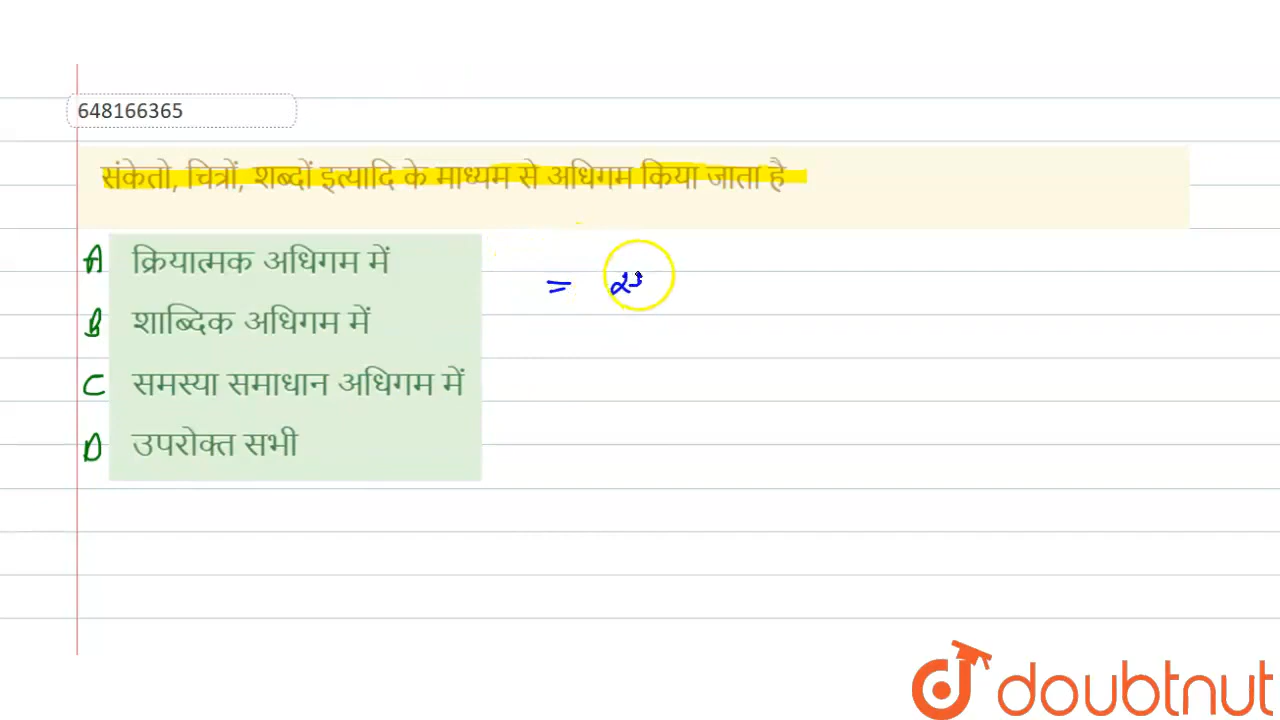 648166365
संकेतो, चित्रों, शब्दों इत्यादि के माध्यम से अधिगम किया जाता है
A क्रियात्मक अधिगम में
B शाब्दिक अधिगम में
C समस्या समाधान अधिगम में
D उपरोक्त सभी
=
doubtnut